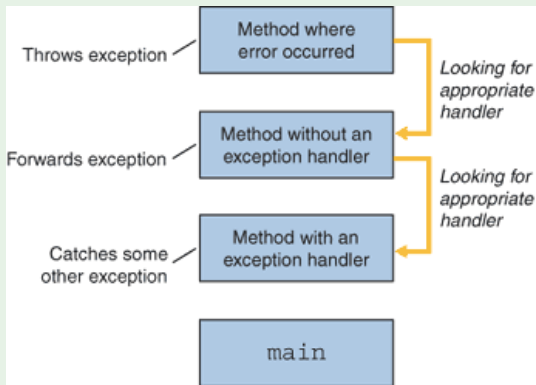 Throws exception
Method where
error occurred
Looking for
appropriate
handler
Forwards exception
Method without an
exception handler
Looking for
appropriate
handler
Catches some
other exception
Method with an
exception handler
main